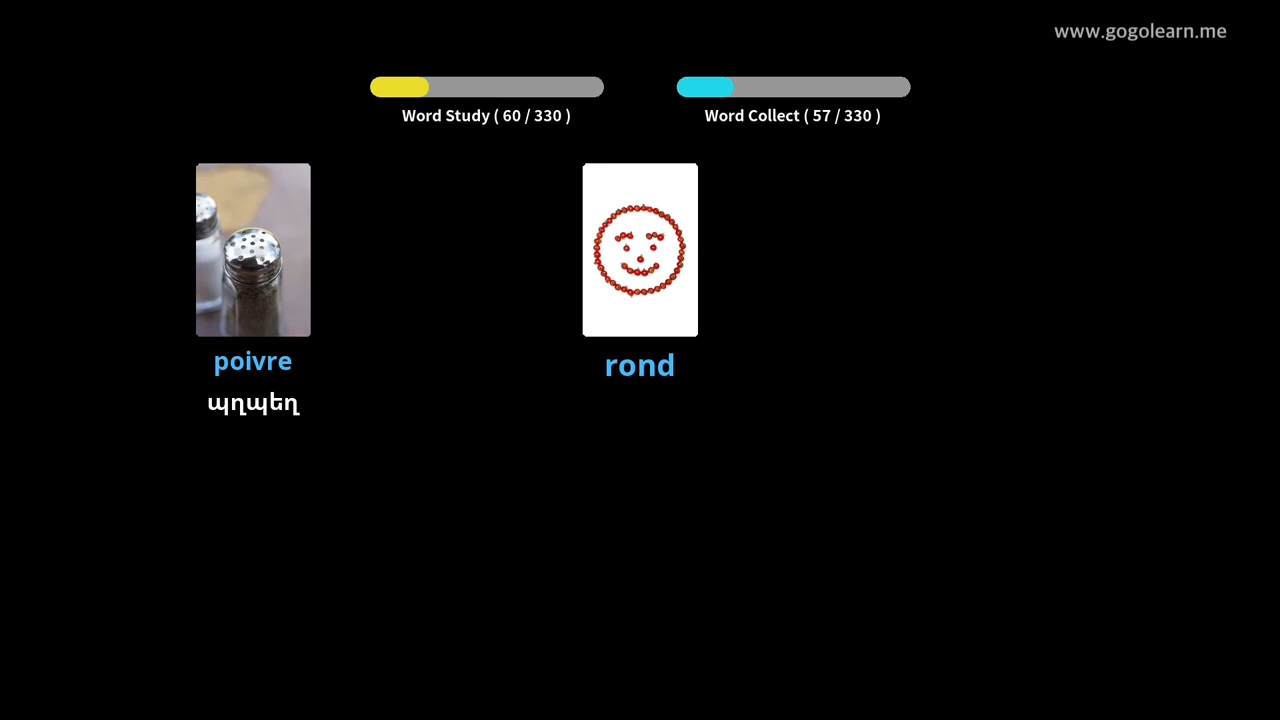 www.gogolearn.me
Word Study ( 60 / 330 )
Word Collect ( 57 / 330 )
poivre
պղպեղ
rond